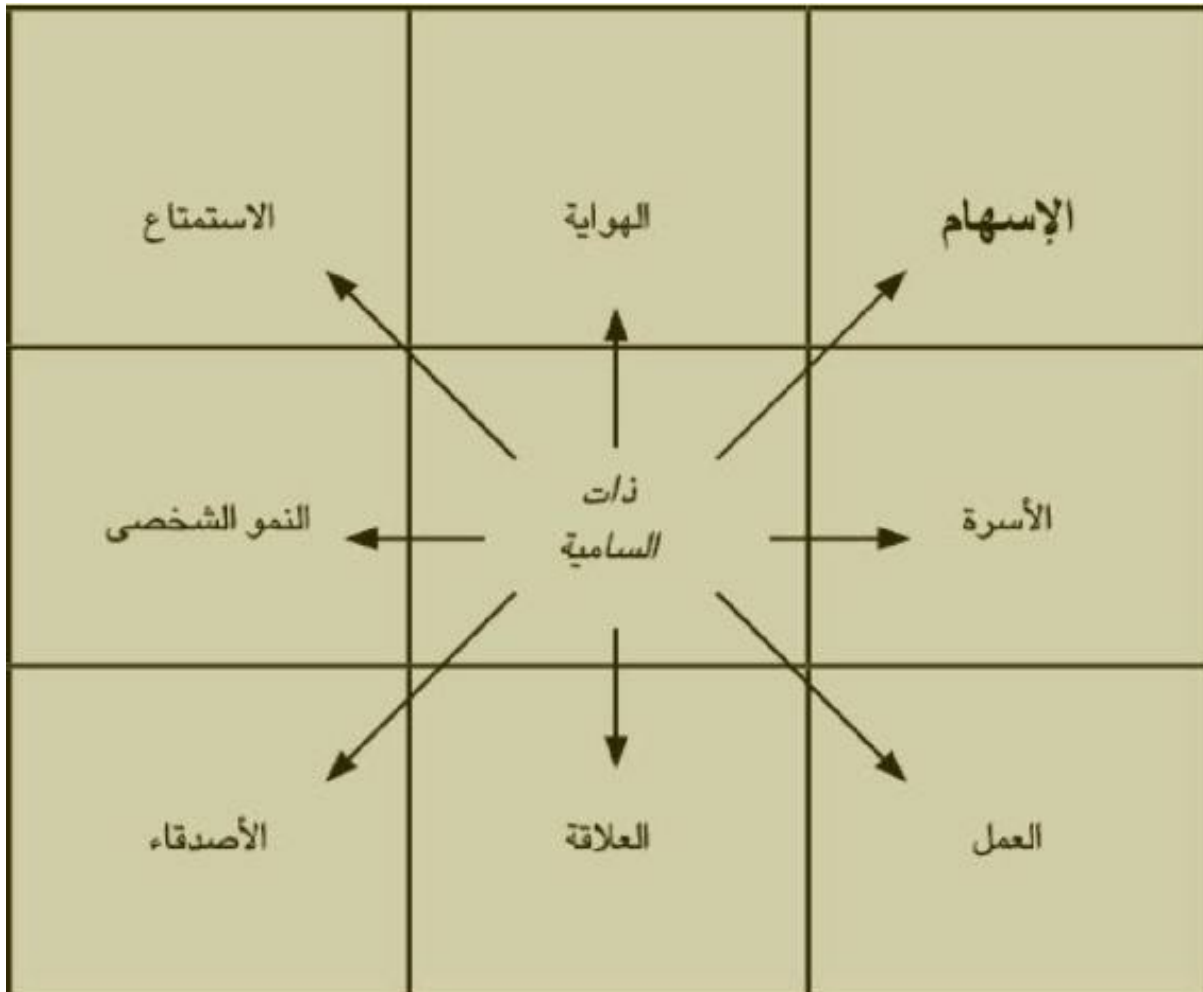 الإسهام
الهواية
الاستمتاع
الأسرة
ذات
السامية
النمو الشخصى
العمل
العلاقة
الأصدقاء